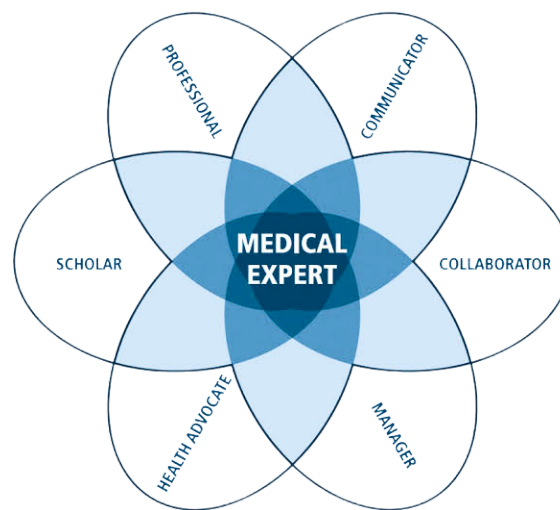 PROFESSIONAL
COMMUNICATOR
SCHOLAR
MEDICAL
EXPERT
COLLABORATOR
HEALTH ADVOCATE
MANAGER